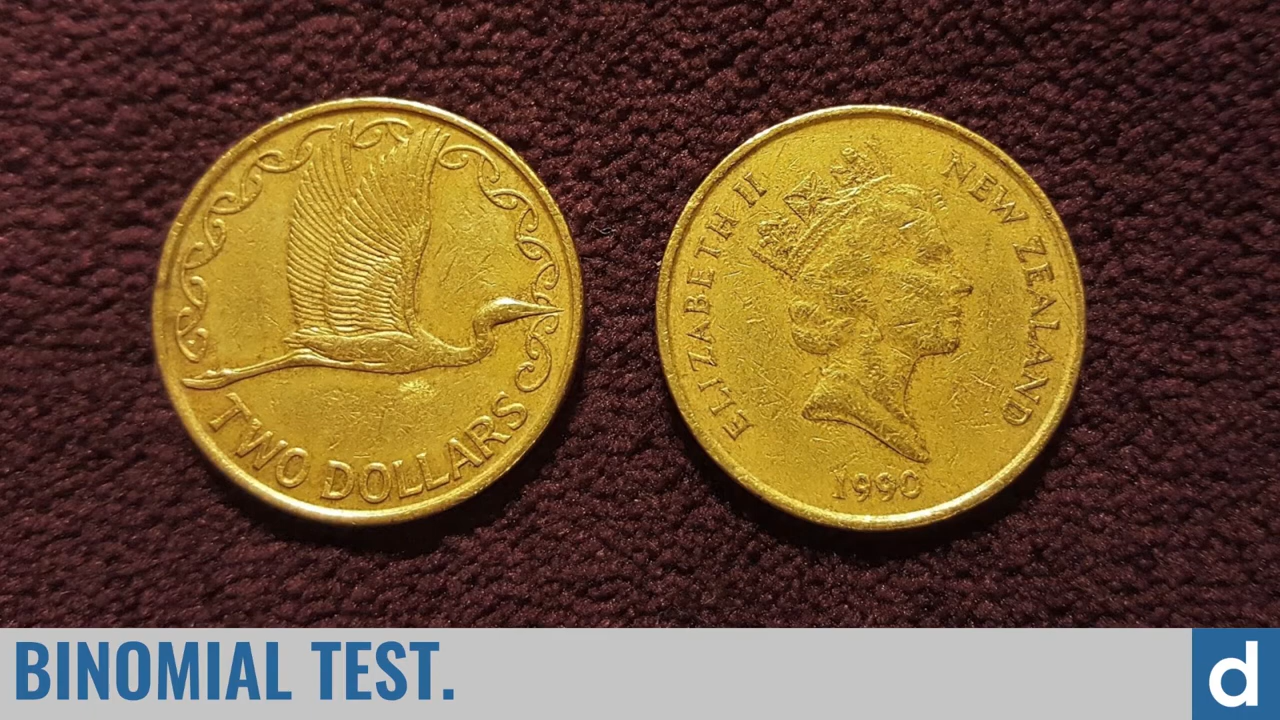 TWO DOLLARS
ELIZABETH II
NEW ZEALAND
1990
BINOMIAL TEST.
d